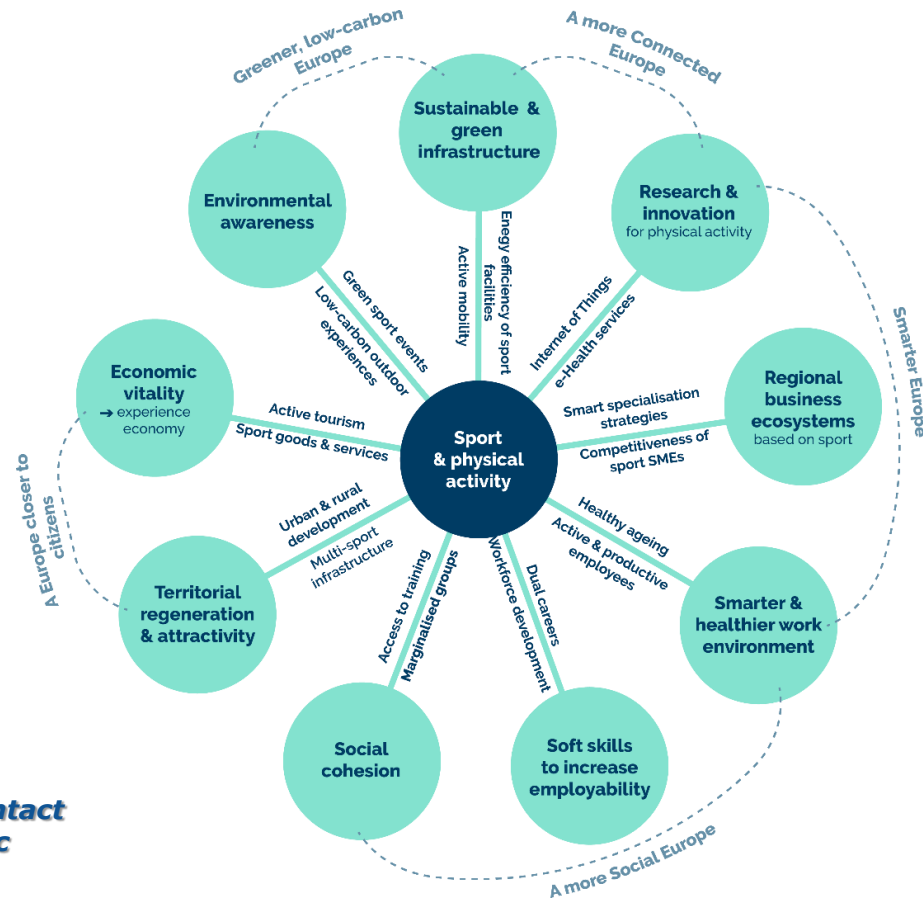 Greener, low-carbon
Europe
A more Connected
Europe
Sustainable &
green
infrastructure
Environmental
awareness
Research &
innovation
for physical activity
Enegy efficiency of sport
facilities
Active mobility
Green sport events
Low-carbon outdoor
experiences
Internet of Things
e-Health services
Smarter Europe
Economic
vitality
➔ experience
economy
Regional
business
ecosystems
based on sport
Active tourism
Sport goods & services
Smart specialisation
strategies
Competitiveness of
sport SMEs
Sport
& physical
activity
A Europe closer to
citizens
Urban & rural
development
Multi-sport
infrastructure
Healthy ageing
Active & productive
employees
Territorial
regeneration
& attractivity
Access to training
Marginalised groups
Dual careers
Workforce development
Smarter &
healthier work
environment
Social
cohesion
Soft skills
to increase
employability
A more Social Europe